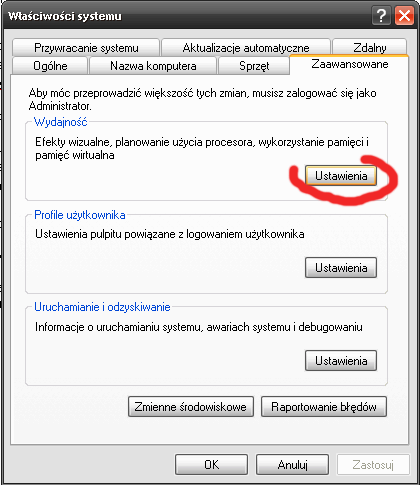 Właściwości systemu
Przywracanie systemu Aktualizacje automatyczne Zdalny
Ogólne Nazwa komputera Sprzęt Zaawansowane
Aby móc przeprowadzić większość tych zmian, musisz zalogować się jako
Administrator.
Wydajność
Efekty wizualne, planowanie użycia procesora, wykorzystanie pamięci i
pamięć wirtualna
Ustawienia
Profile użytkownika
Ustawienia pulpitu powiązane z logowaniem użytkownika
Ustawienia
Uruchamianie i odzyskiwanie
Informacje o uruchamianiu systemu, awariach systemu i debugowaniu
Ustawienia
Zmienne środowiskowe Raportowanie błędów
OK Anuluj Zastosuj